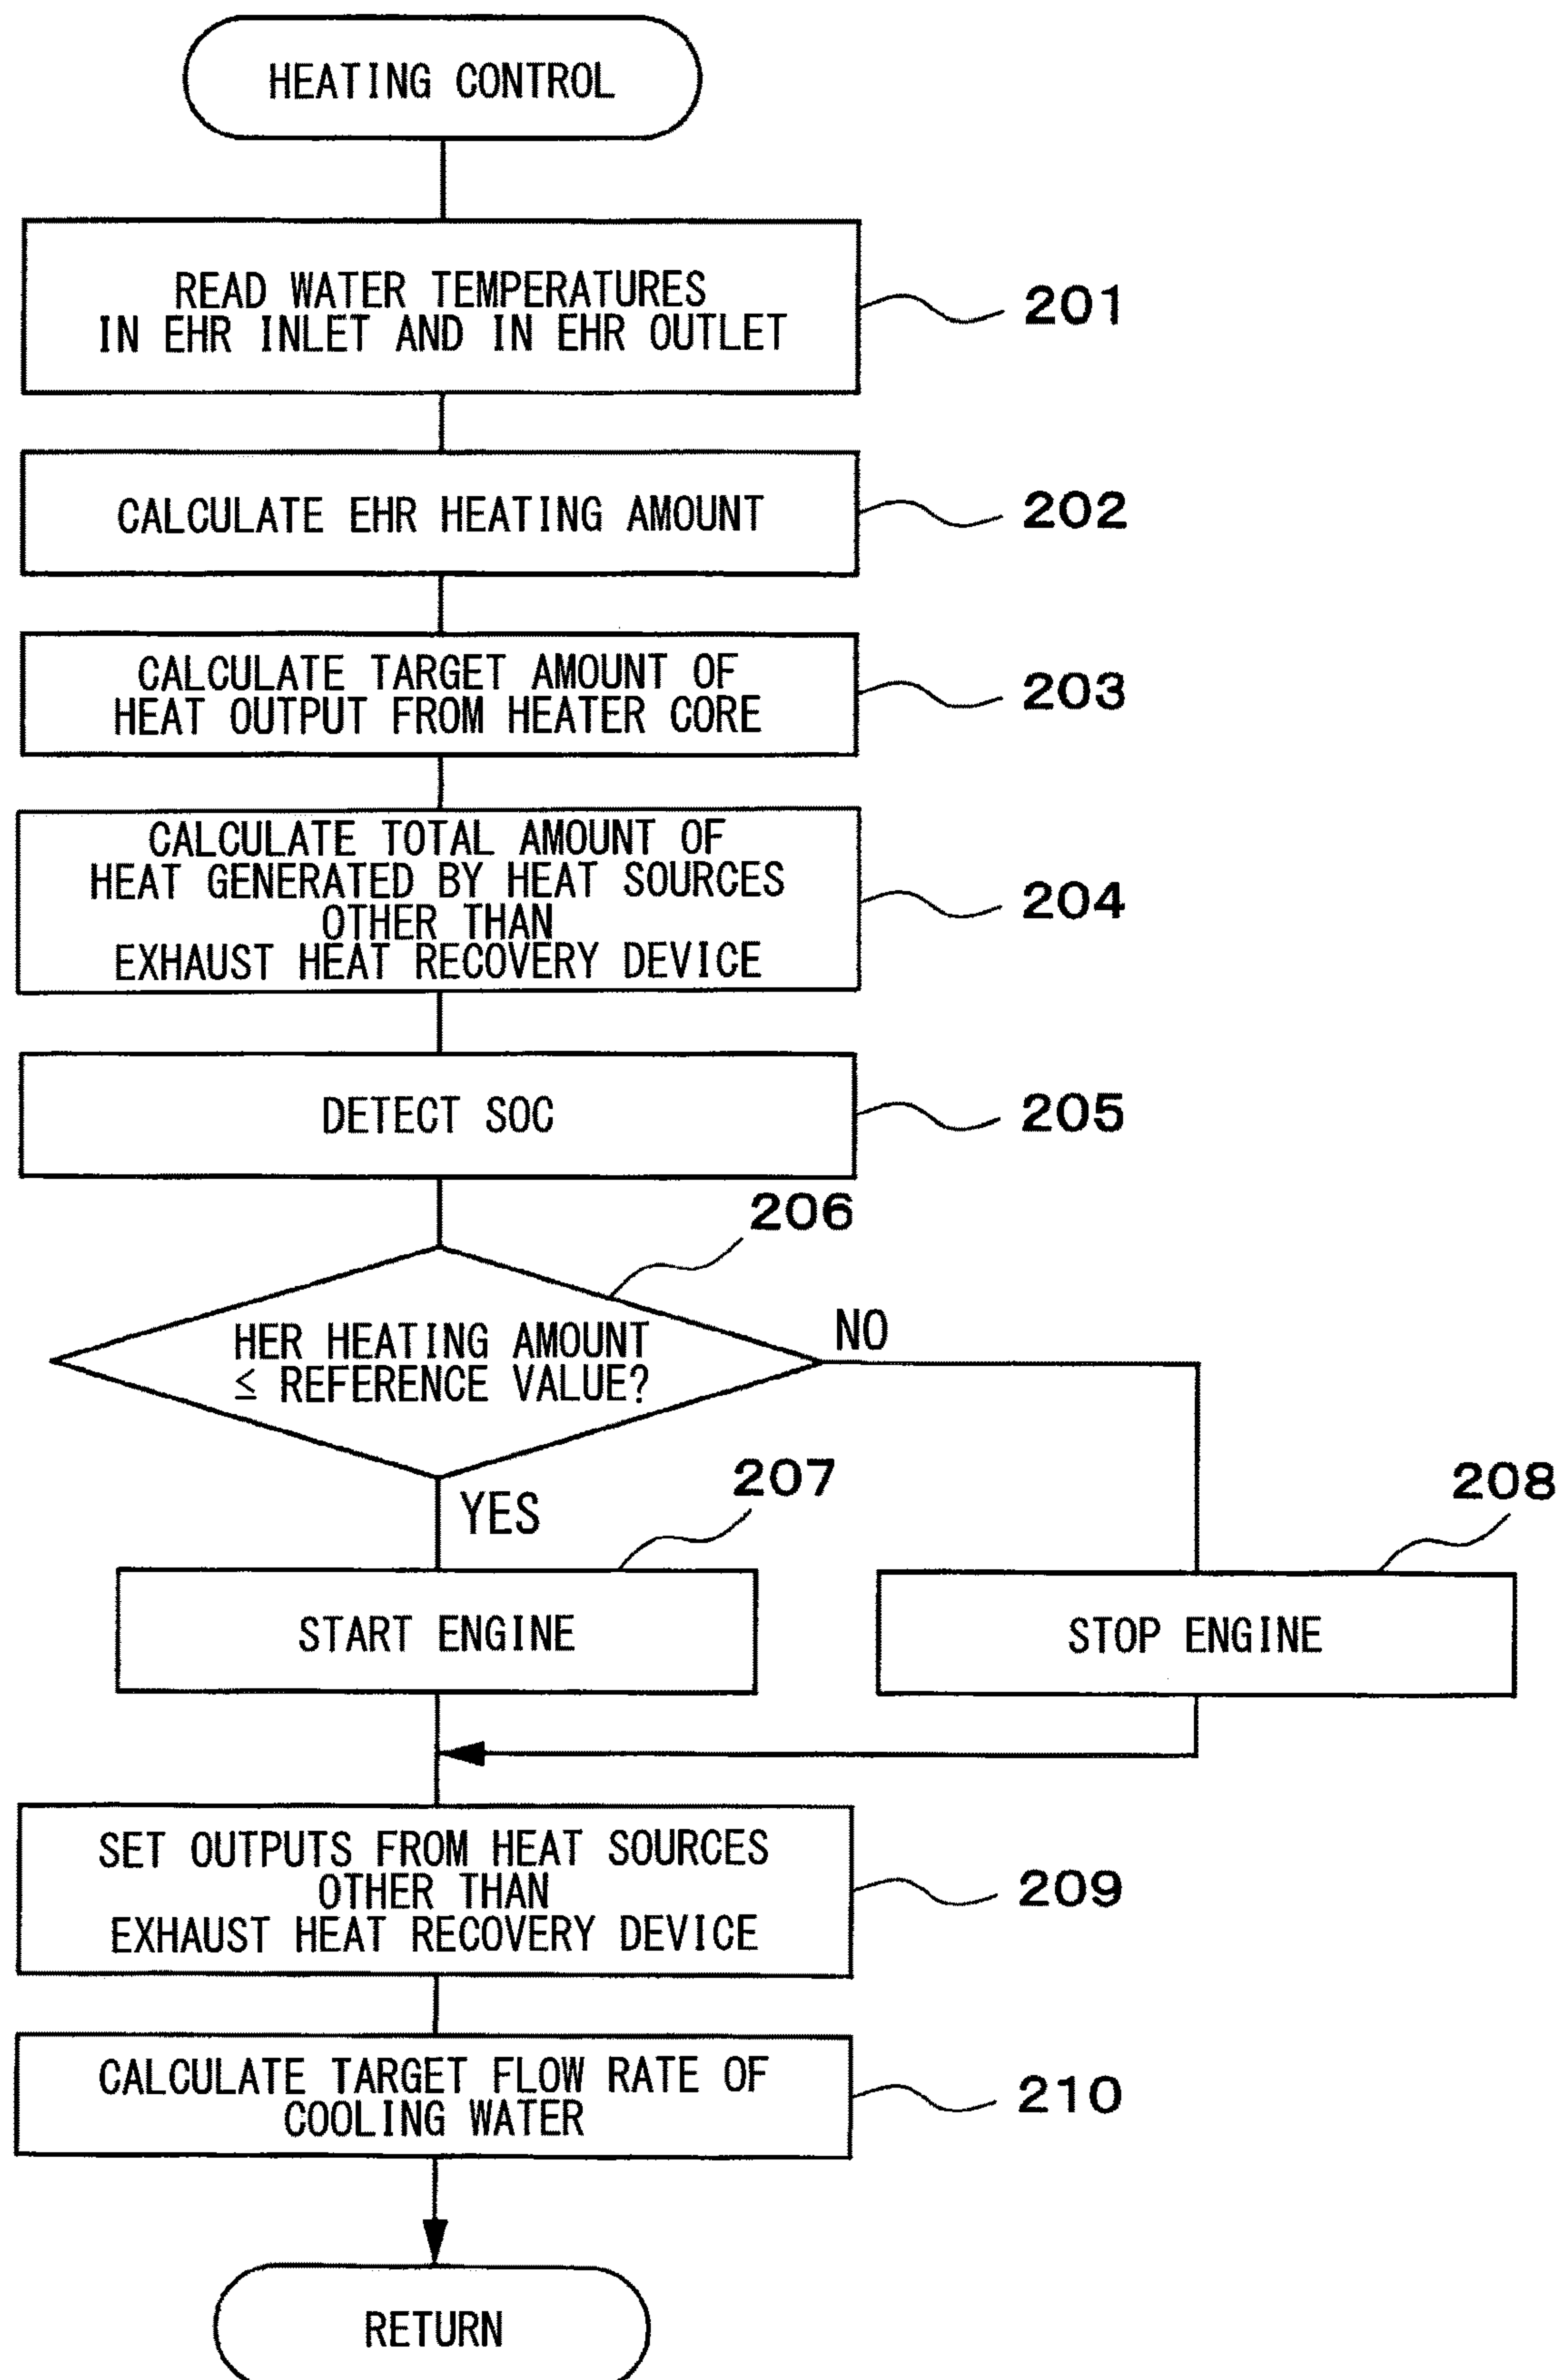 HEATING CONTROL
READ WATER TEMPERATURES
IN EHR INLET AND IN EHR OUTLET
201
CALCULATE EHR HEATING AMOUNT
202
CALCULATE TARGET AMOUNT OF
HEAT OUTPUT FROM HEATER CORE
203
CALCULATE TOTAL AMOUNT OF
HEAT GENERATED BY HEAT SOURCES
OTHER THAN
EXHAUST HEAT RECOVERY DEVICE
204
DETECT SOC
205
206
HER HEATING AMOUNT
≤ REFERENCE VALUE?
NO
YES
207
208
START ENGINE
STOP ENGINE
SET OUTPUTS FROM HEAT SOURCES
OTHER THAN
EXHAUST HEAT RECOVERY DEVICE
209
CALCULATE TARGET FLOW RATE OF
COOLING WATER
210
RETURN